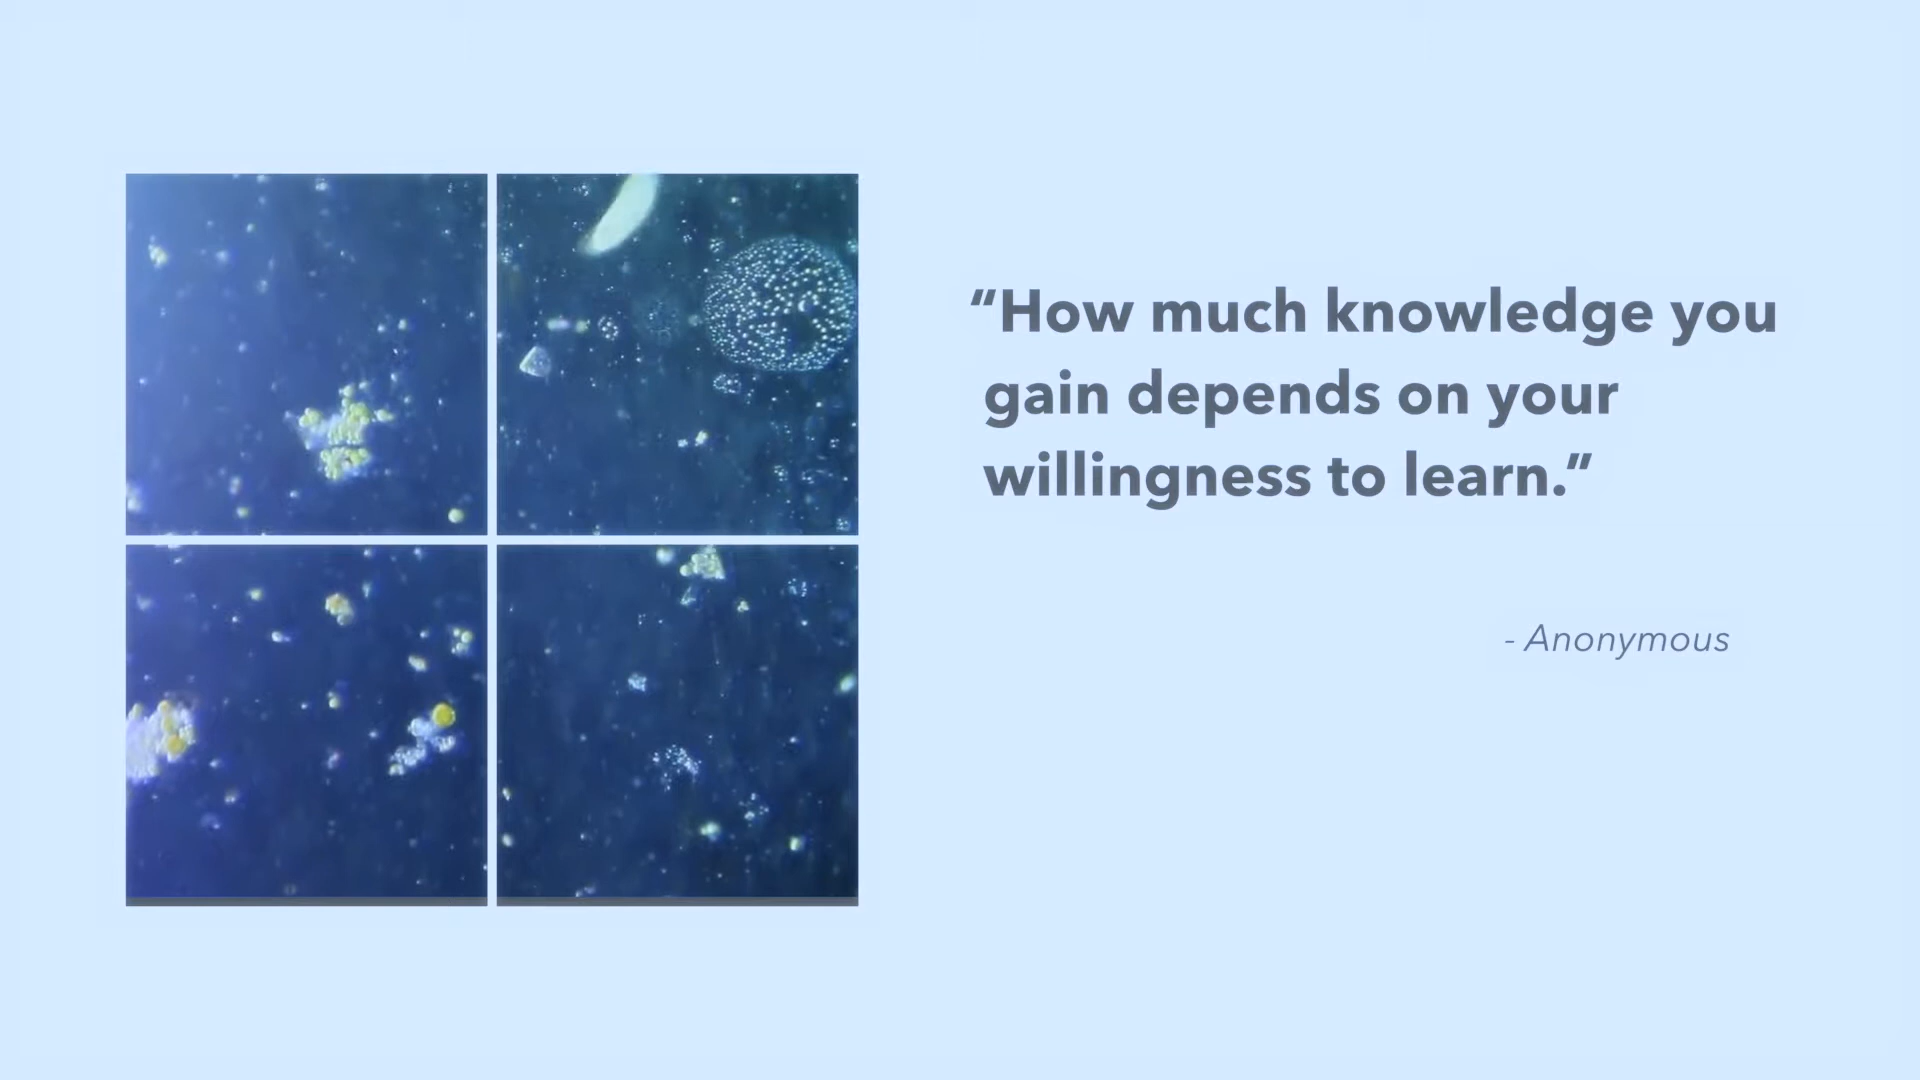 “How much knowledge you
gain depends on your
willingness to learn.”
- Anonymous